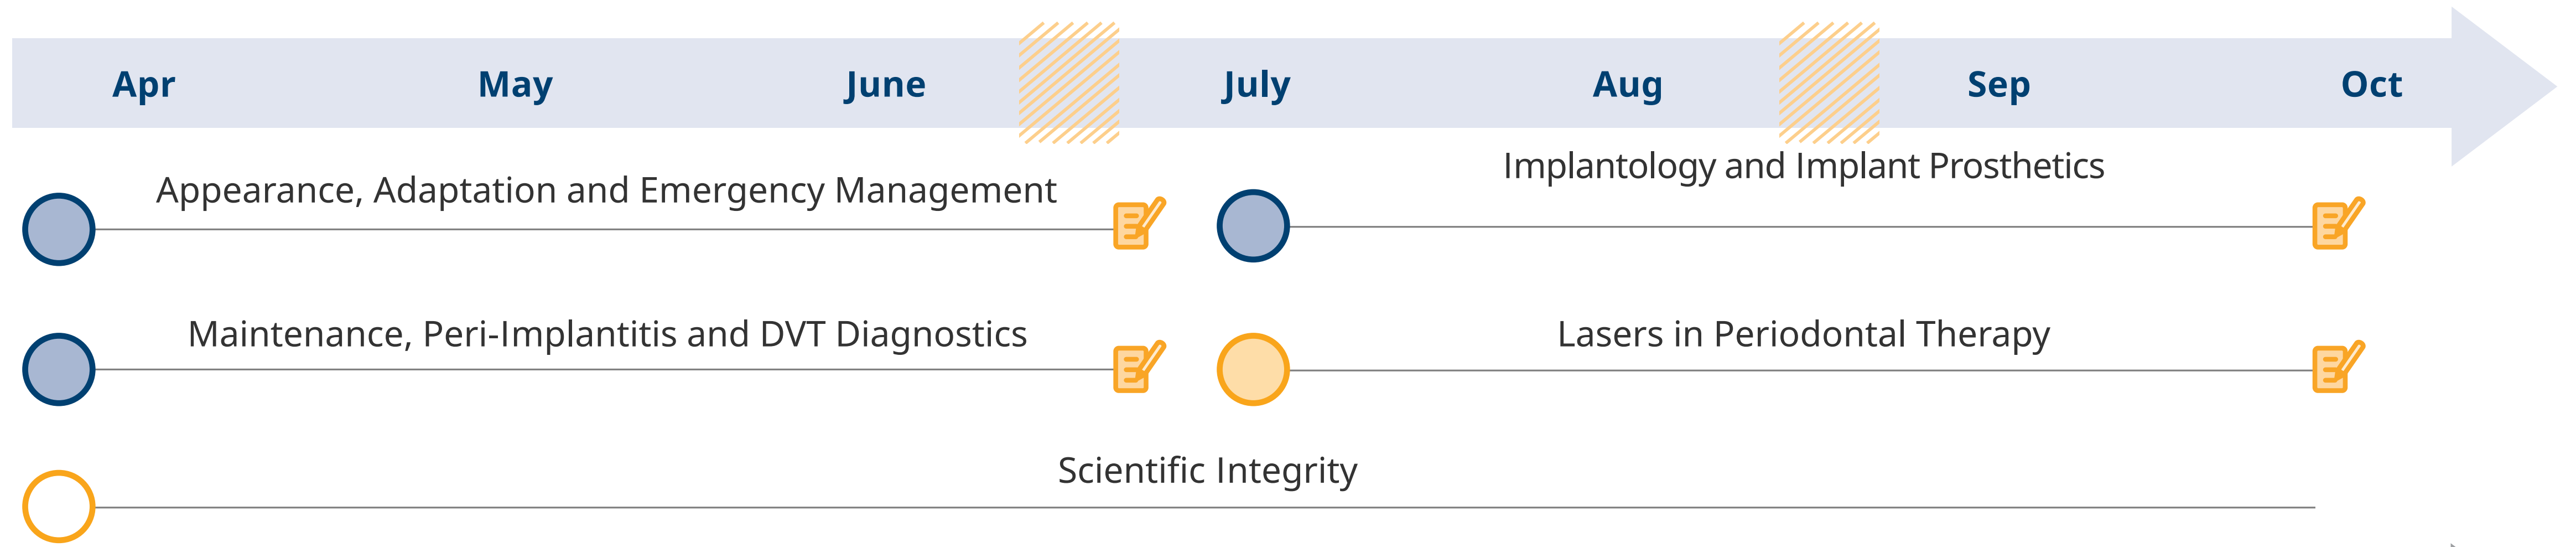 Apr May June July Aug Sep Oct
Implantology and Implant Prosthetics
Appearance, Adaptation and Emergency Management
Maintenance, Peri-Implantitis and DVT Diagnostics
Lasers in Periodontal Therapy
Scientific Integrity